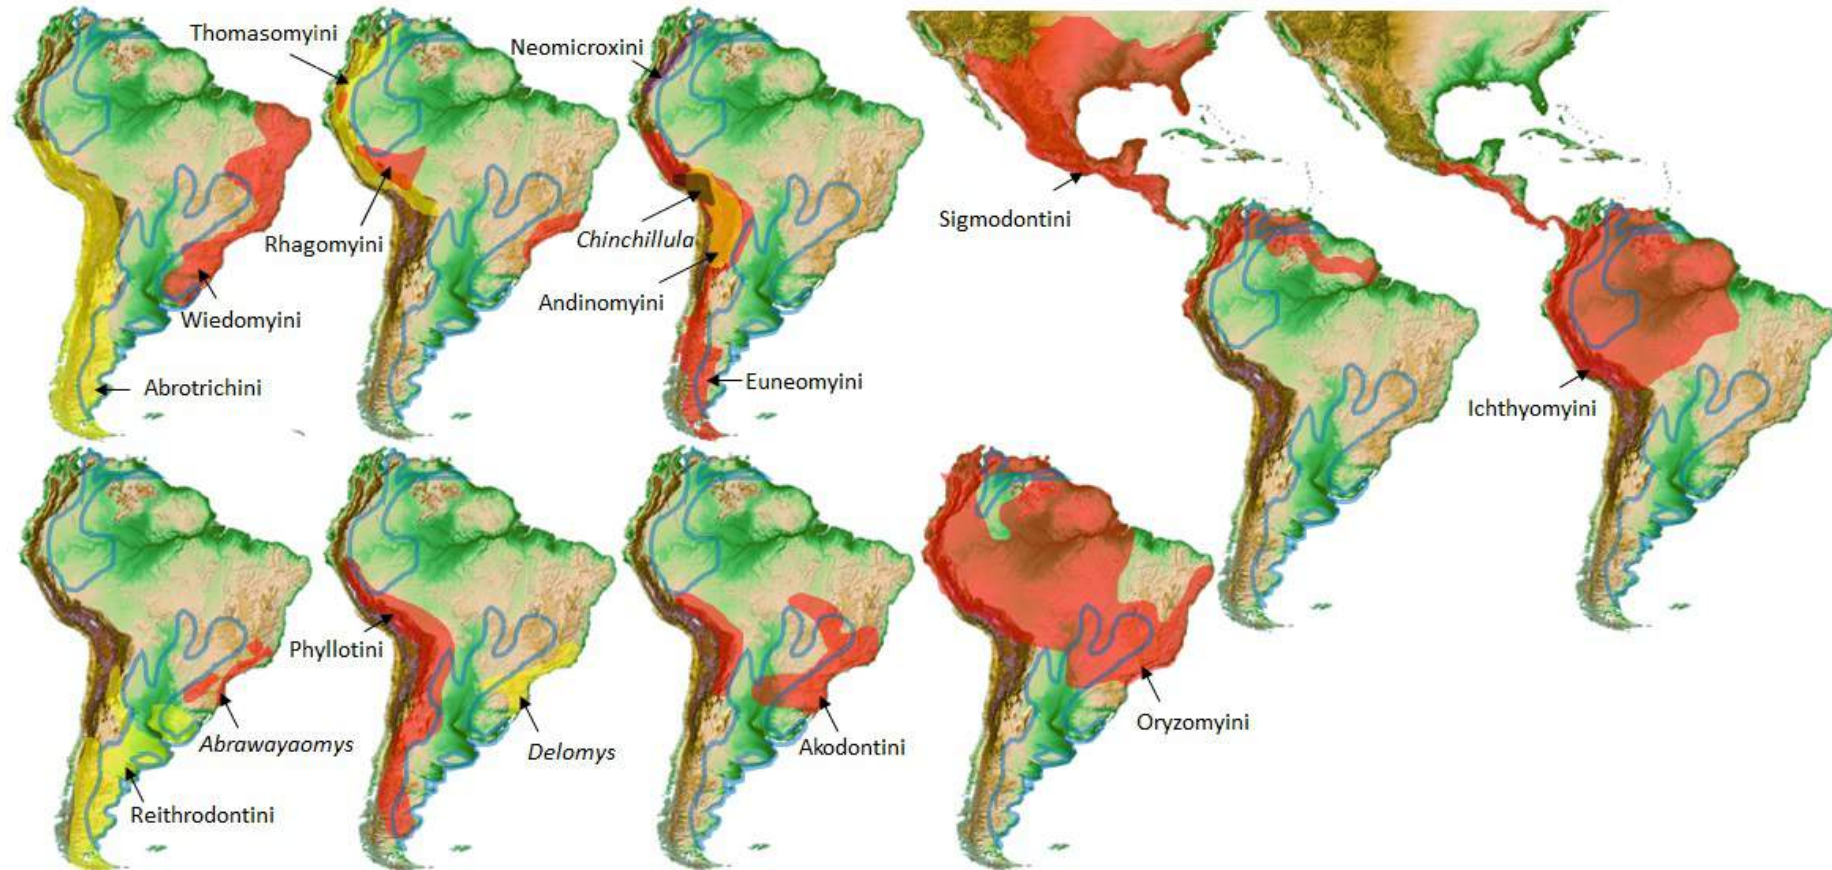 Thomasomyini
Neomicroxini
Sigmodontini
Rhagomyini
Chinchillula
Andinomyini
Wiedomyini
Abrotrichini
Euneomyini
Ichthyomyini
Phyllotini
Abrawayaomys
Delomys
Akodontini
Oryzomyini
Reithrodontini